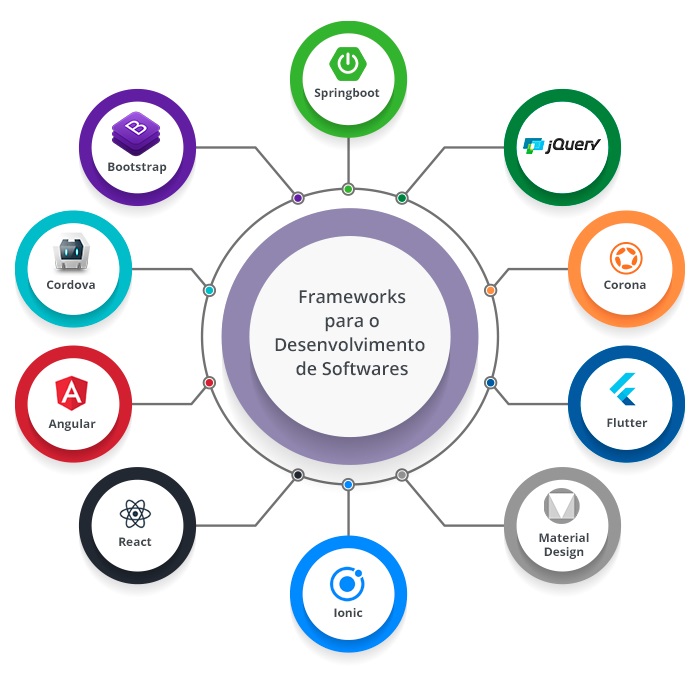 Springboot
Bootstrap
jQuery
Cordova
Corona
Frameworks
para o
Desenvolvimento
de Softwares
Angular
Flutter
React
Material
Design
Ionic